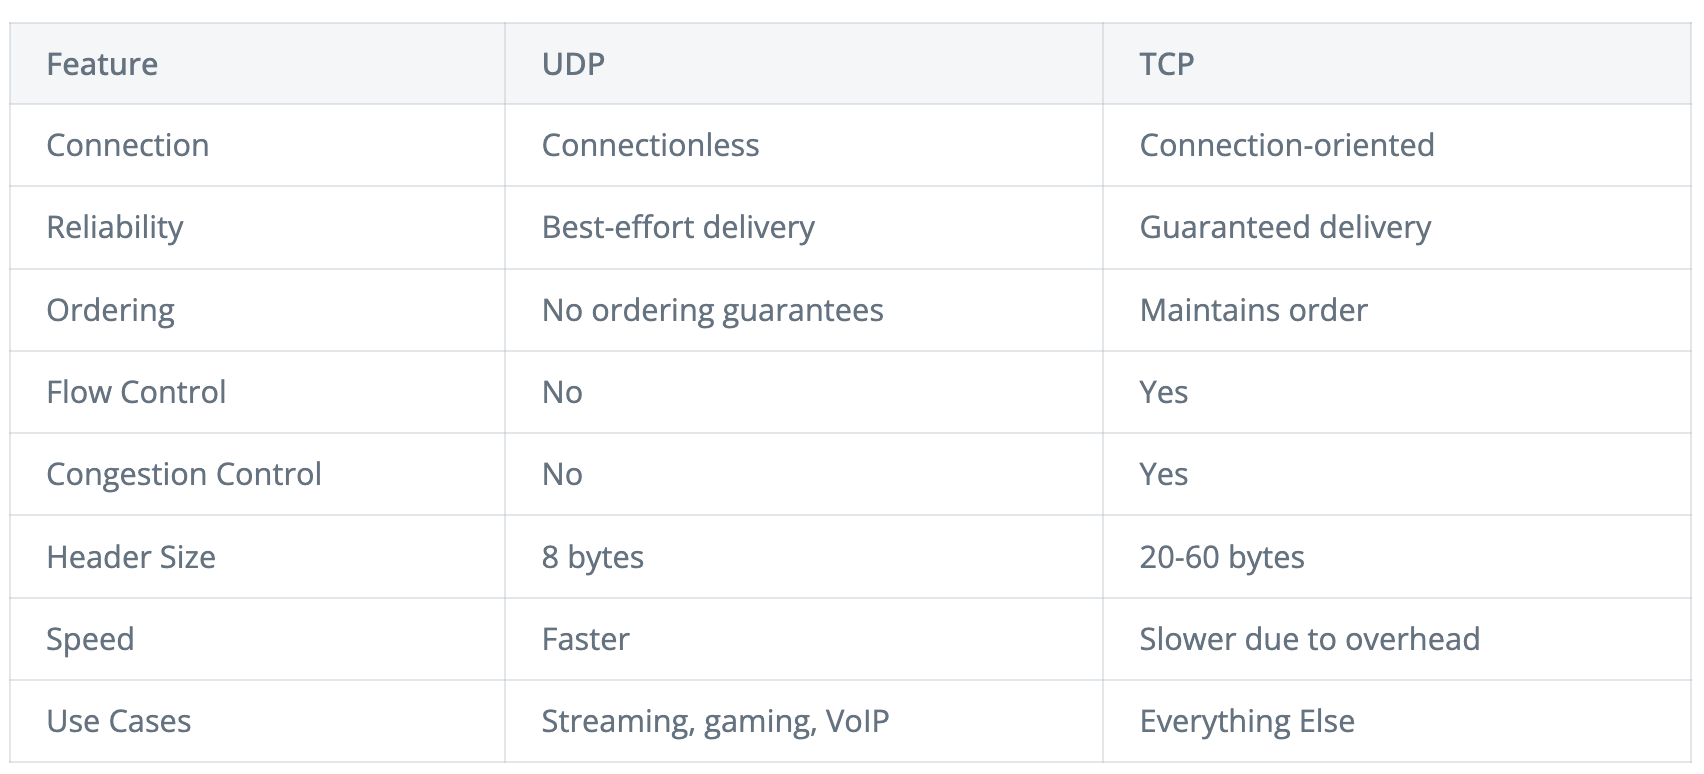 Feature UDP TCP
Connection Connectionless Connection-oriented
Reliability Best-effort delivery Guaranteed delivery
Ordering No ordering guarantees Maintains order
Flow Control No Yes
Congestion Control No Yes
Header Size 8 bytes 20-60 bytes
Speed Faster Slower due to overhead
Use Cases Streaming, gaming, VoIP Everything Else